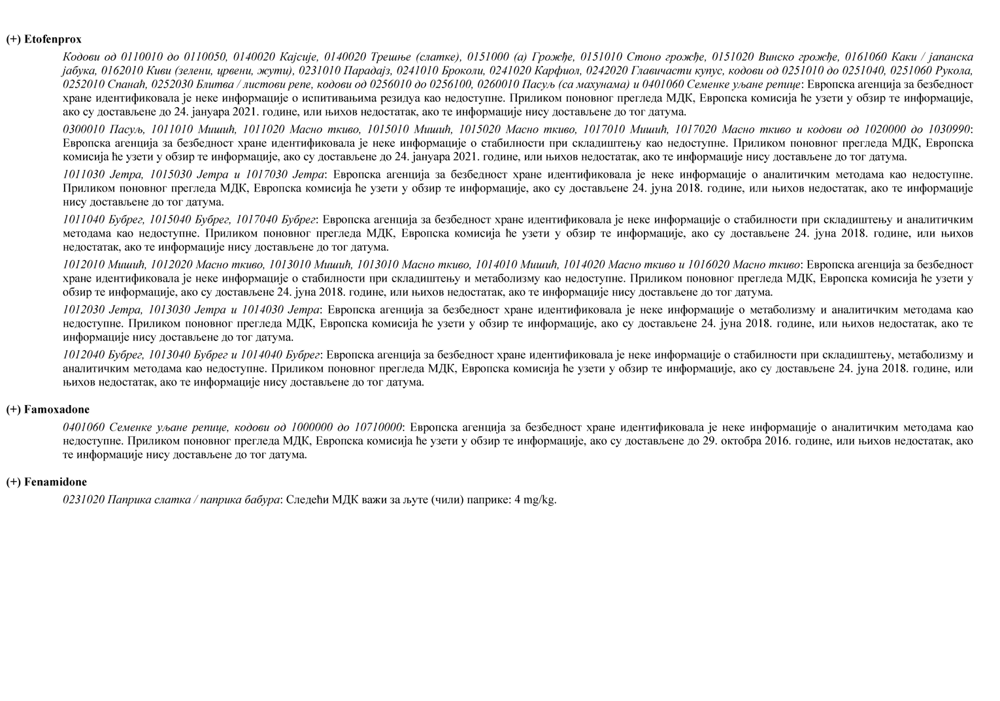 (+) Etofenprox
Кодови од 0110010 до 0110050, 0140020 Кајсије, 0140020 Трешње (слатке), 0151000 (а) Грожђе, 0151010 Стоно грожђе, 0151020 Винско грожђе, 0161060 Каки / јапанска
јабука, 0162010 Киви (зелени, црвени, жути), 0231010 Парадајз, 0241010 Броколи, 0241020 Карфиол, 0242020 Главичасти купус, кодови од 0251010 до 0251040, 0251060 Рукола,
0252010 Спанаћ, 0252030 Блитва / листови репе, кодови од 0256010 до 0256100, 0260010 Пасуљ (са махунама) и 0401060 Семенке уљане репице: Европска агенција за безбедност
хране идентификовала је неке информације о испитивањима резидуа као недоступне. Приликом поновног прегледа МДК, Европска комисија ће узети у обзир те информације,
ако су достављене до 24. јануара 2021. године, или њихов недостатак, ако те информације нису достављене до тог датума.
0300010 Пасуљ, 1011010 Мишић, 1011020 Масно ткиво, 1015010 Мишић, 1015020 Масно ткиво, 1017010 Мишић, 1017020 Масно ткиво и кодови од 1020000 до 1030990:
Европска агенција за безбедност хране идентификовала је неке информације о стабилности при складиштењу као недоступне. Приликом поновног прегледа МДК, Европска
комисија ће узети у обзир те информације, ако су достављене до 24. јануара 2021. године, или њихов недостатак, ако те информације нису достављене до тог датума.
1011030 Јетра, 1015030 Јетра и 1017030 Јетра: Европска агенција за безбедност хране идентификовала је неке информације о аналитичким методама као недоступне.
Приликом поновног прегледа МДК, Европска комисија ће узети у обзир те информације, ако су достављене 24. јуна 2018. године, или њихов недостатак, ако те информације
нису достављене до тог датума.
1011040 Бубрег, 1015040 Бубрег, 1017040 Бубрег: Европска агенција за безбедност хране идентификовала је неке информације о стабилности при складиштењу и аналитичким
методама као недоступне. Приликом поновног прегледа МДК, Европска комисија ће узети у обзир те информације, ако су достављене 24. јуна 2018. године, или њихов
недостатак, ако те информације нису достављене до тог датума.
1012010 Мишић, 1012020 Масно ткиво, 1013010 Мишић, 1013010 Масно ткиво, 1014010 Мишић, 1014020 Масно ткиво и 1016020 Масно ткиво: Европска агенција за безбедност
хране идентификовала је неке информације о стабилности при складиштењу и метаболизму као недоступне. Приликом поновног прегледа МДК, Европска комисија ће узети у
обзир те информације, ако су достављене 24. јуна 2018. године, или њихов недостатак, ако те информације нису достављене до тог датума.
1012030 Јетра, 1013030 Јетра и 1014030 Јетра: Европска агенција за безбедност хране идентификовала је неке информације о метаболизму и аналитичким методама као
недоступне. Приликом поновног прегледа МДК, Европска комисија ће узети у обзир те информације, ако су достављене 24. јуна 2018. године, или њихов недостатак, ако те
информације нису достављене до тог датума.
1012040 Бубрег, 1013040 Бубрег и 1014040 Бубрег: Европска агенција за безбедност хране идентификовала је неке информације о стабилности при складиштењу, метаболизму и
аналитичким методама као недоступне. Приликом поновног прегледа МДК, Европска комисија ће узети у обзир те информације, ако су достављене 24. јуна 2018. године, или
њихов недостатак, ако те информације нису достављене до тог датума.
(+) Famoxadone
0401060 Семенке уљане репице, кодови од 1000000 до 10710000: Европска агенција за безбедност хране идентификовала је неке информације о аналитичким методама као
недоступне. Приликом поновног прегледа МДК, Европска комисија ће узети у обзир те информације, ако су достављене до 29. октобра 2016. године, или њихов недостатак, ако
те информације нису достављене до тог датума.
(+) Fenamidone
0231020 Паприка слатка / паприка бабура: Следећи МДК важи за љуте (чили) паприке: 4 mg/kg.